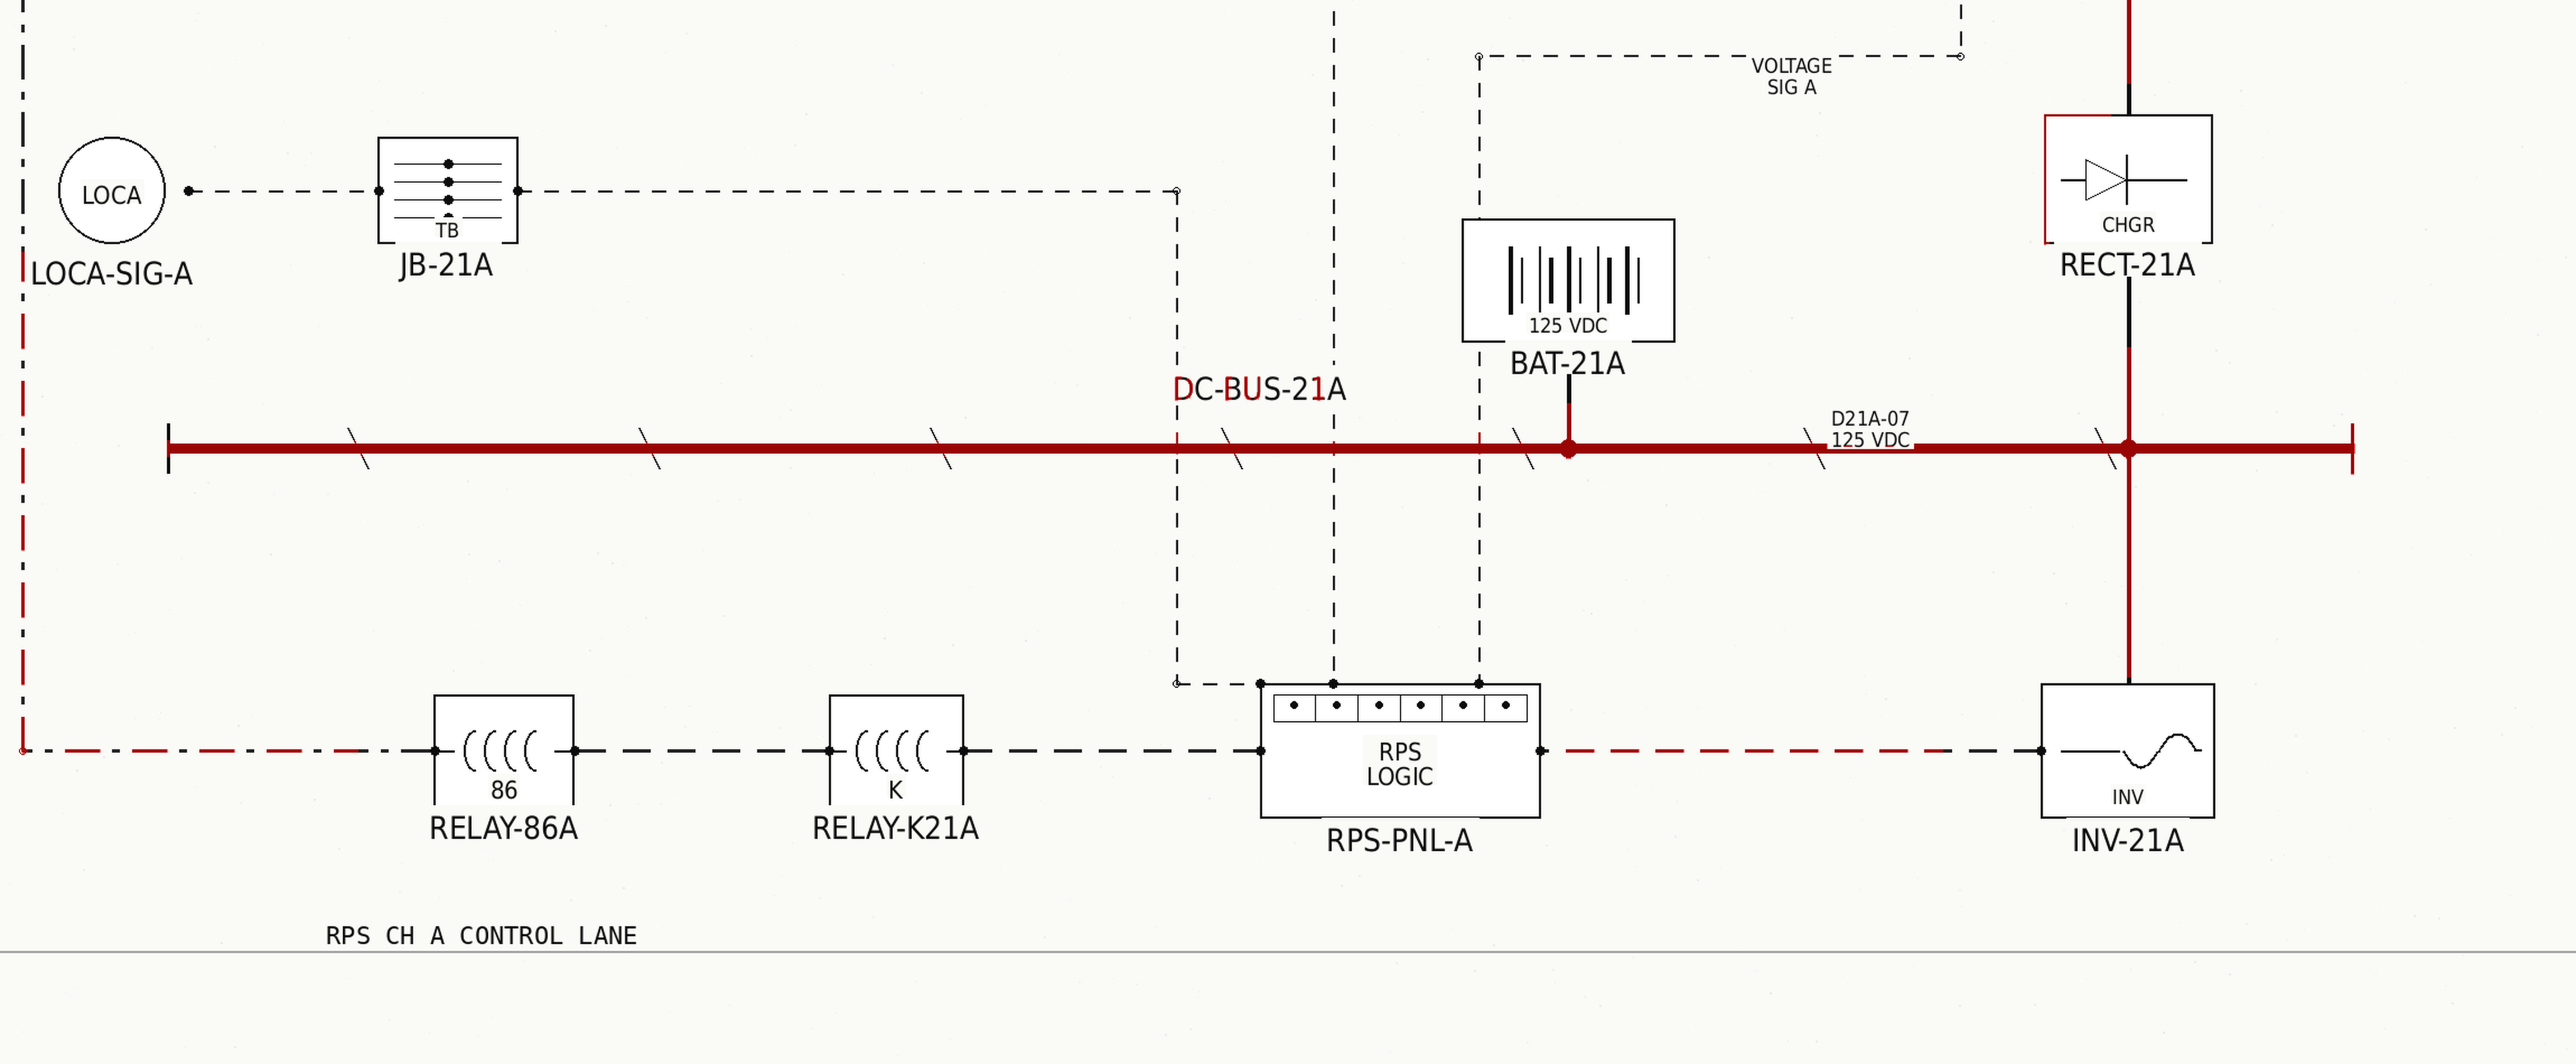 VOLTAGE
SIG A
LOCA
TB
LOCA-SIG-A
JB-21A
CHGR
RECT-21A
125 VDC
BAT-21A
DC-BUS-21A
D21A-07
125 VDC
86
RELAY-86A
K
RELAY-K21A
RPS
LOGIC
RPS-PNL-A
INV
INV-21A
RPS CH A CONTROL LANE